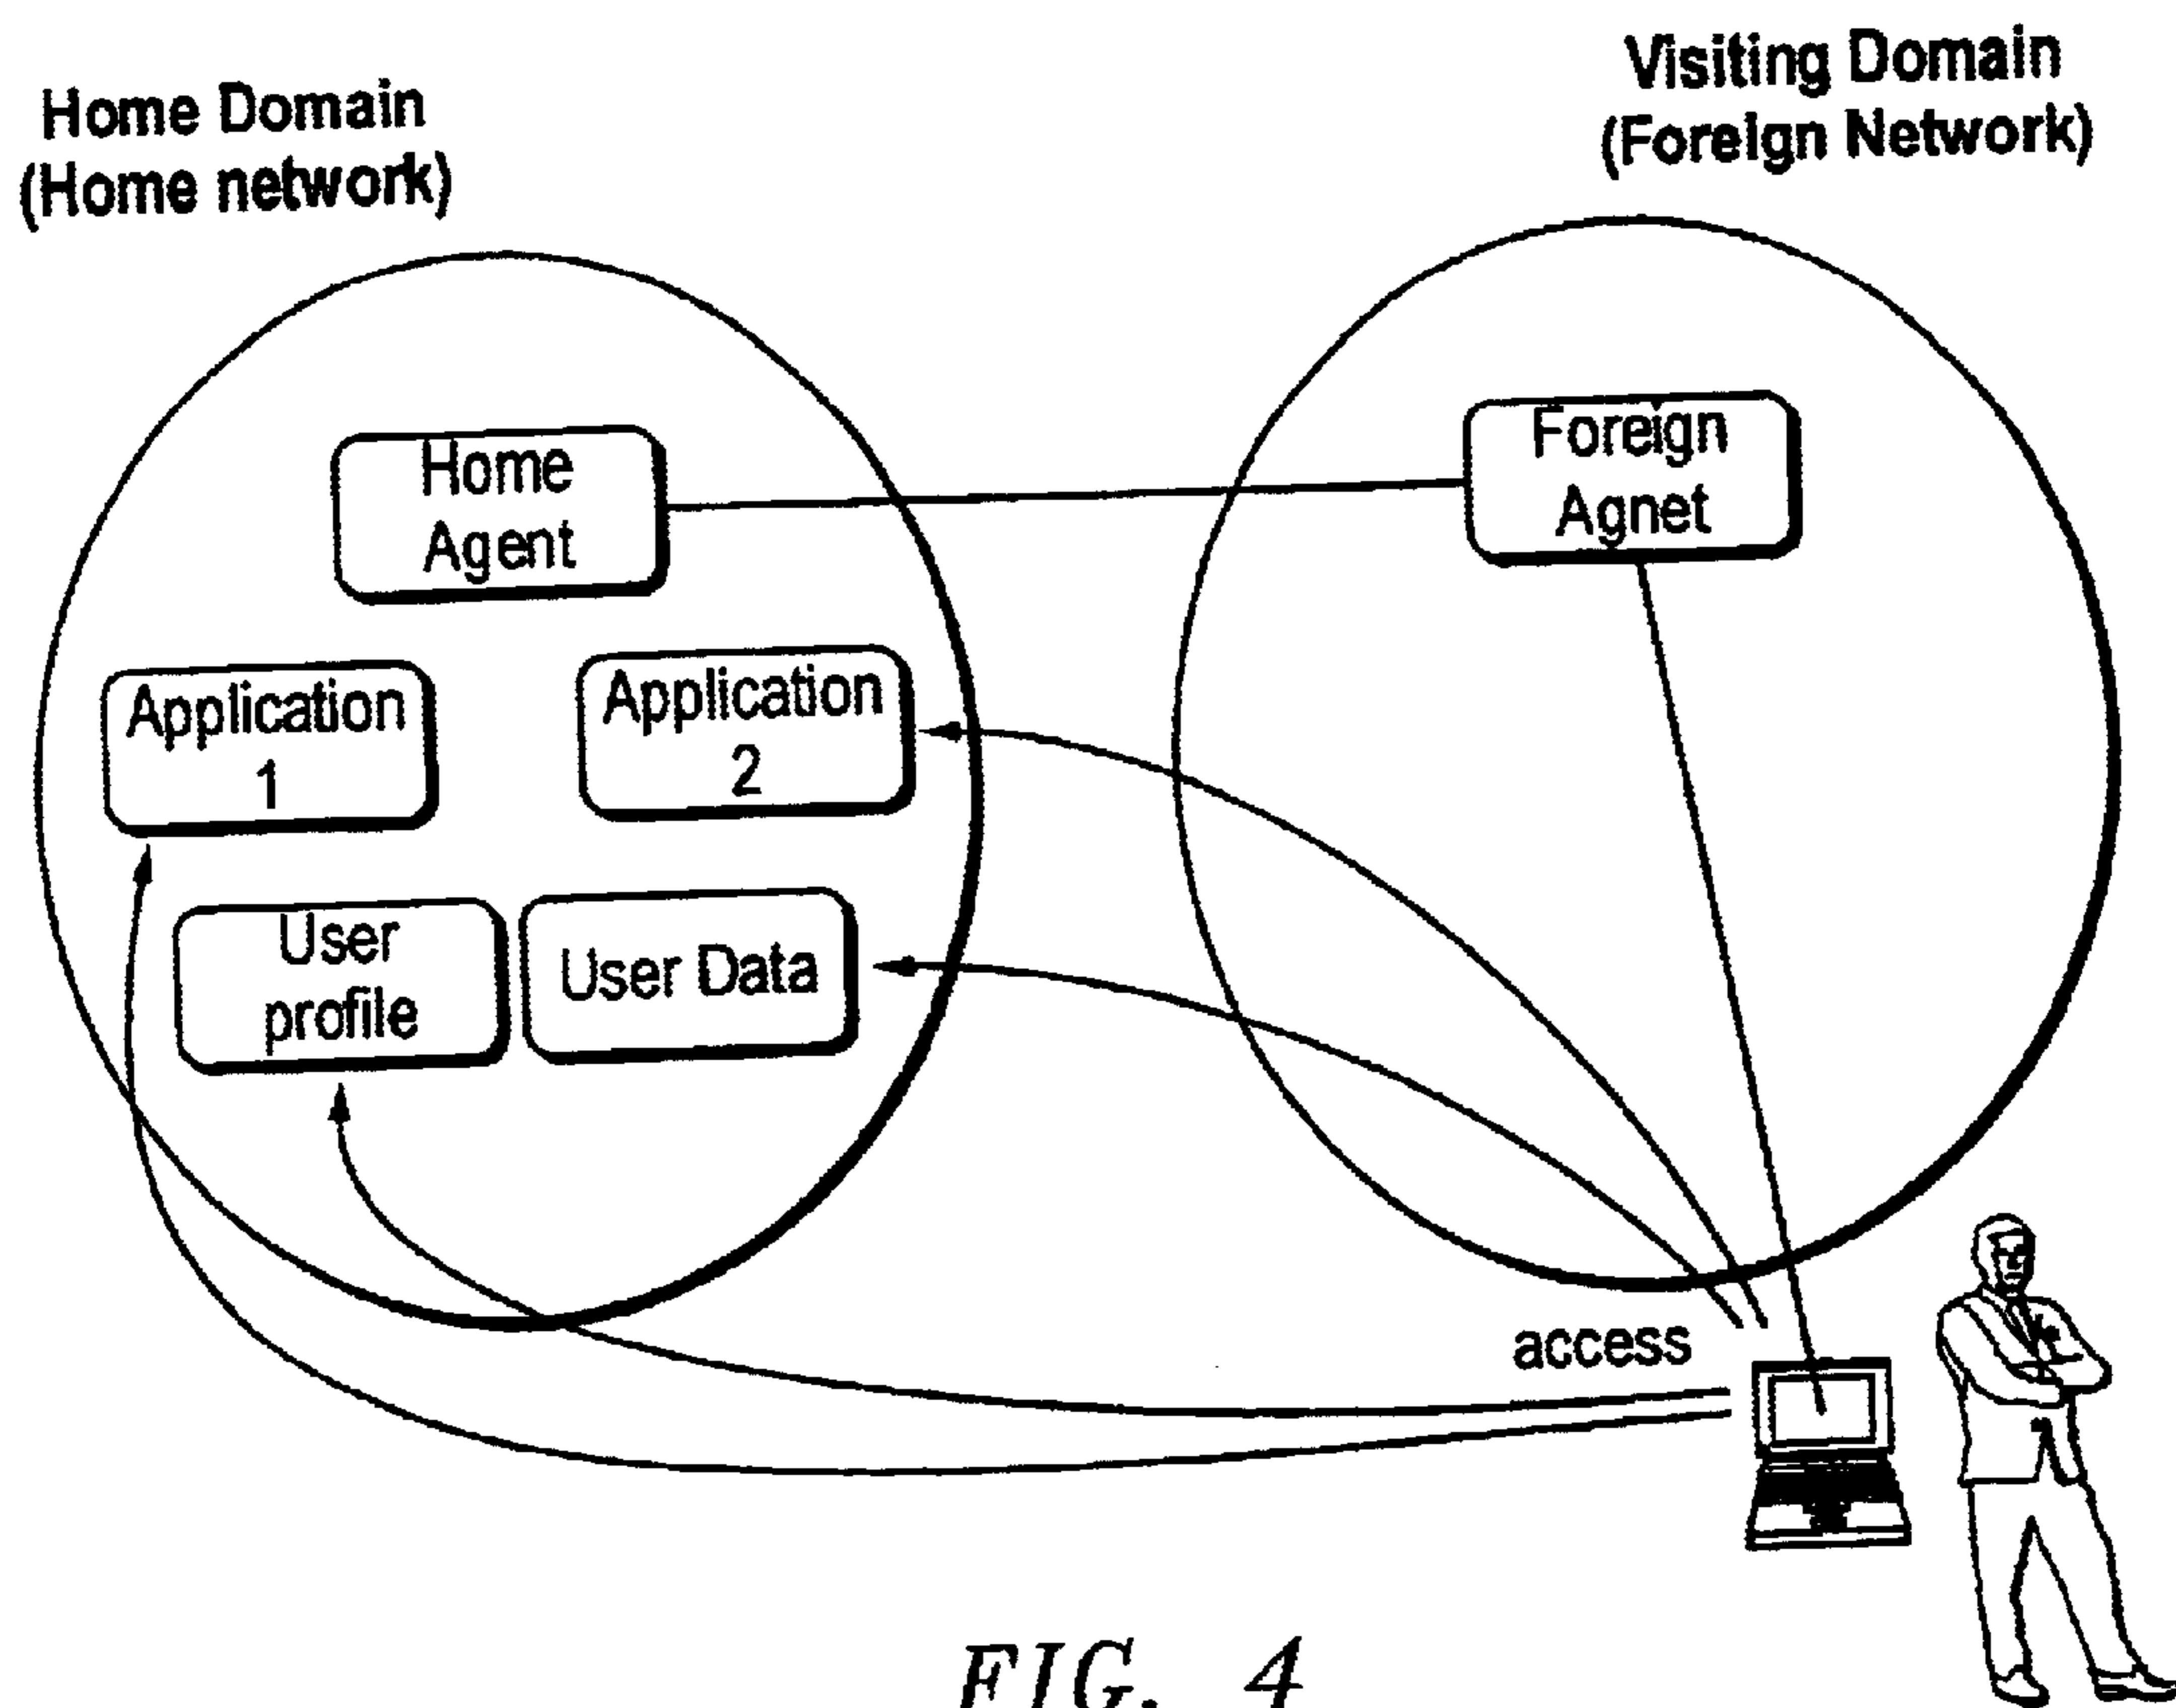 Home Domain
(Home network)
Visiting Domain
(Foreign Network)
Home
Agent
Foreign
Agnet
Application
1
Application
2
User
profile
User Data
access
FIG. 4